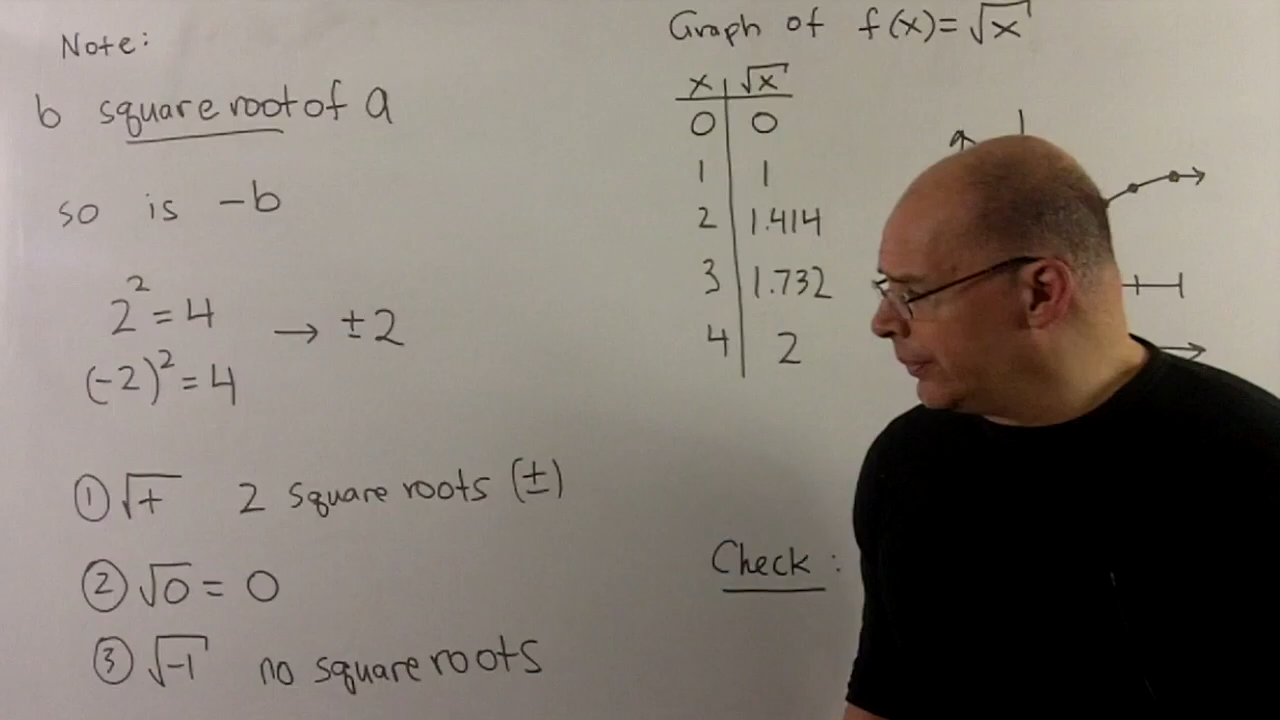 Note:
b square root of a
so is -b
2² = 4
→ ±2
(-2)² = 4
① √+ 2 square roots (±)
② √0 = 0
③ √-1 no square roots
Graph of f(x) = √x
x | √x
0 | 0
1 | 1
2 | 1.414
3 | 1.732
4 | 2
Check: